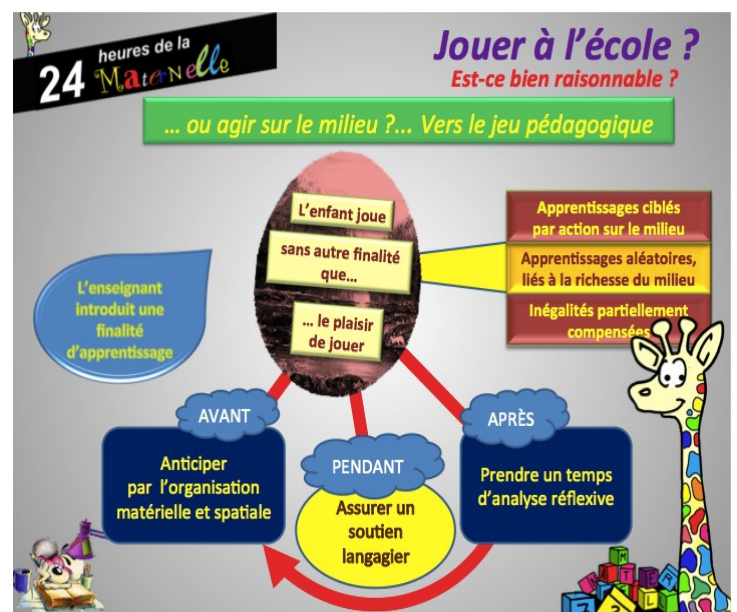 24 heures de la
Maternelle
Jouer à l'école ?
Est-ce bien raisonnable ?
... ou agir sur le milieu ?... Vers le jeu pédagogique
L'enfant joue
sans autre finalité
que...
... le plaisir
de jouer
Apprentissages ciblés
par action sur le milieu
Apprentissages aléatoires,
liés à la richesse du milieu
Inégalités partiellement
compensées
L'enseignant
introduit une
finalité
d'apprentissage
AVANT
Anticiper
par l'organisation
matérielle et spatiale
PENDANT
Assurer un
soutien
langagier
APRÈS
Prendre un temps
d'analyse réflexive